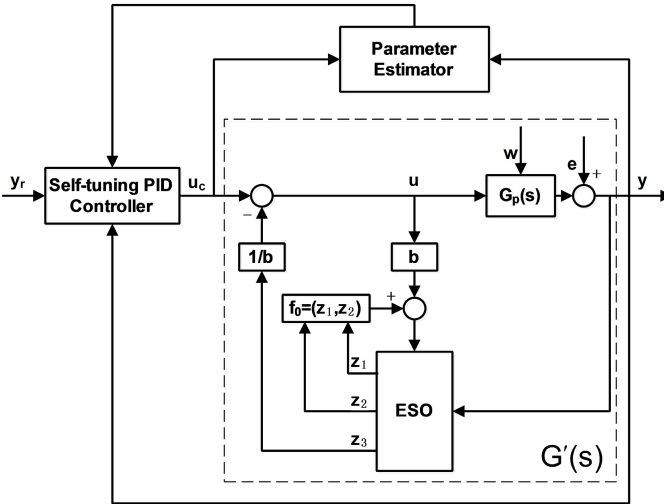 Parameter
Estimator
w
e
+
y_r
Self-tuning PID
Controller
u_c
u
G_p(s)
y
−
1/b
b
f_0=(z_1,z_2)
+
z_1
z_2
ESO
z_3
G′(s)